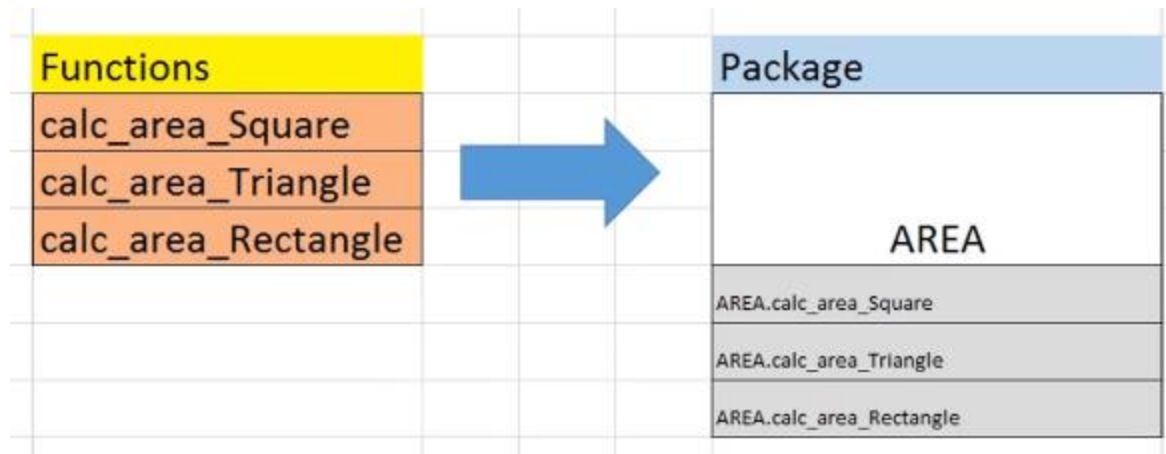 Functions
calc_area_Square
calc_area_Triangle
calc_area_Rectangle
Package
AREA
AREA.calc_area_Square
AREA.calc_area_Triangle
AREA.calc_area_Rectangle